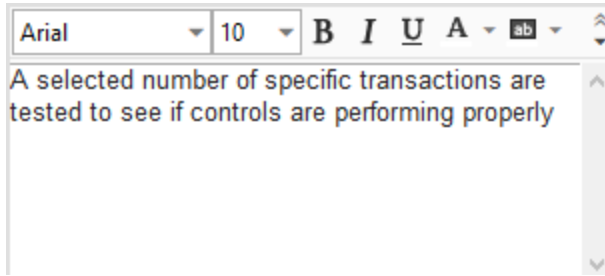 Arial 10 B I U A ab
A selected number of specific transactions are
tested to see if controls are performing properly